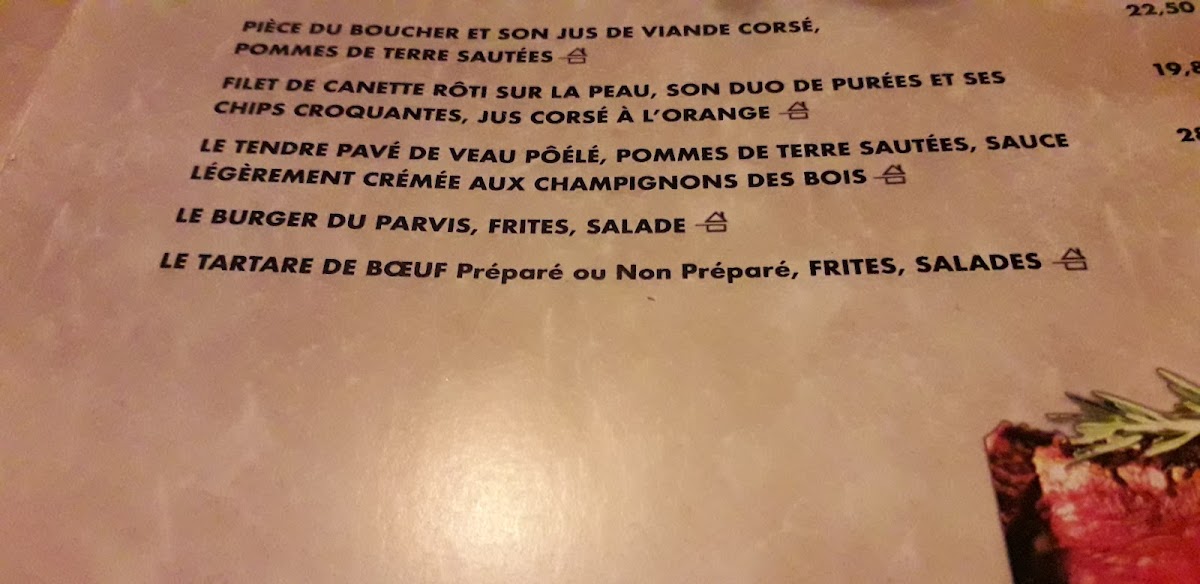 PIÈCE DU BOUCHER ET SON JUS DE VIANDE CORSÉ, 22,50
POMMES DE TERRE SAUTÉES
FILET DE CANETTE RÔTI SUR LA PEAU, SON DUO DE PURÉES ET SES 19,8
CHIPS CROQUANTES, JUS CORSÉ À L'ORANGE
LE TENDRE PAVÉ DE VEAU PÔÉLÉ, POMMES DE TERRE SAUTÉES, SAUCE
LÉGÈREMENT CRÉMÉE AUX CHAMPIGNONS DES BOIS
LE BURGER DU PARVIS, FRITES, SALADE
LE TARTARE DE BŒUF Préparé ou Non Préparé, FRITES, SALADES